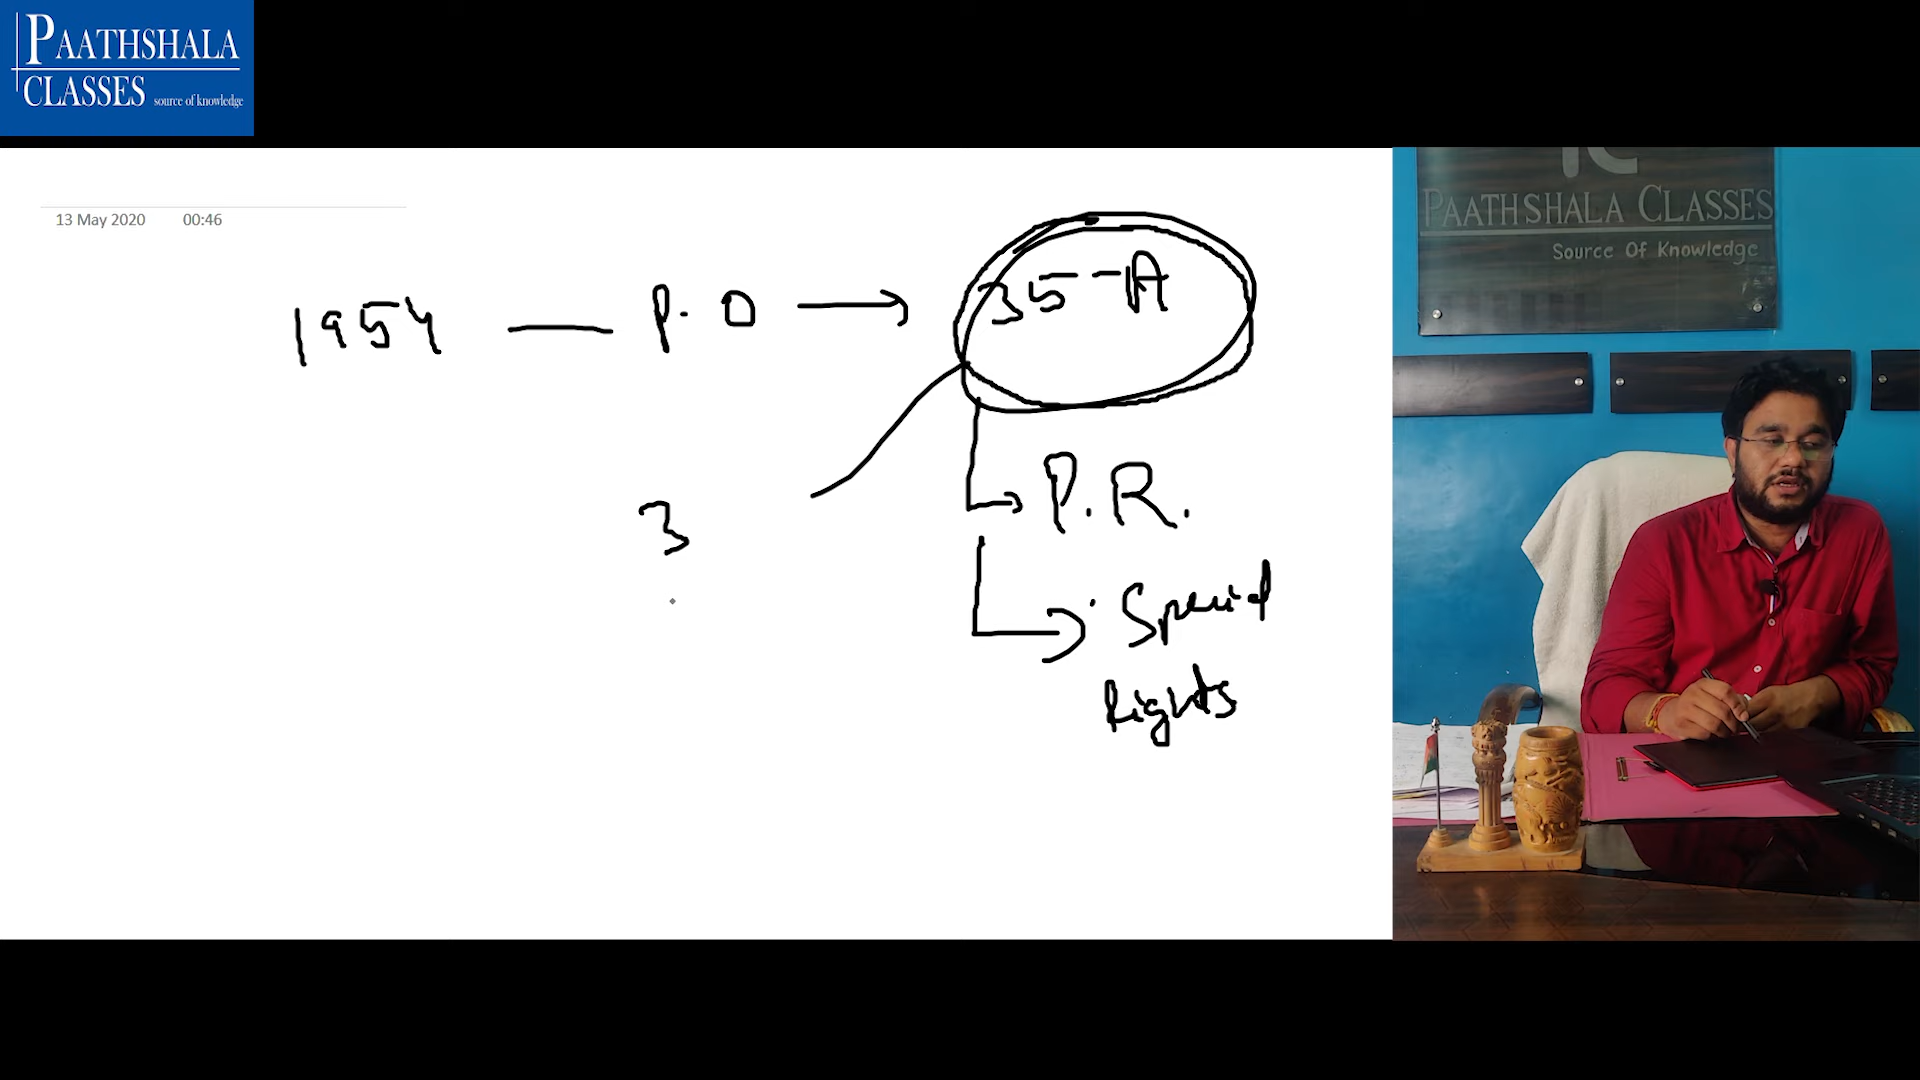 PAATHSHALA
CLASSES source of knowledge
13 May 2020 00:46
1954 — P.O → 35-A
3
P.R.
Special
Rights
PAATHSHALA CLASSES
Source Of Knowledge